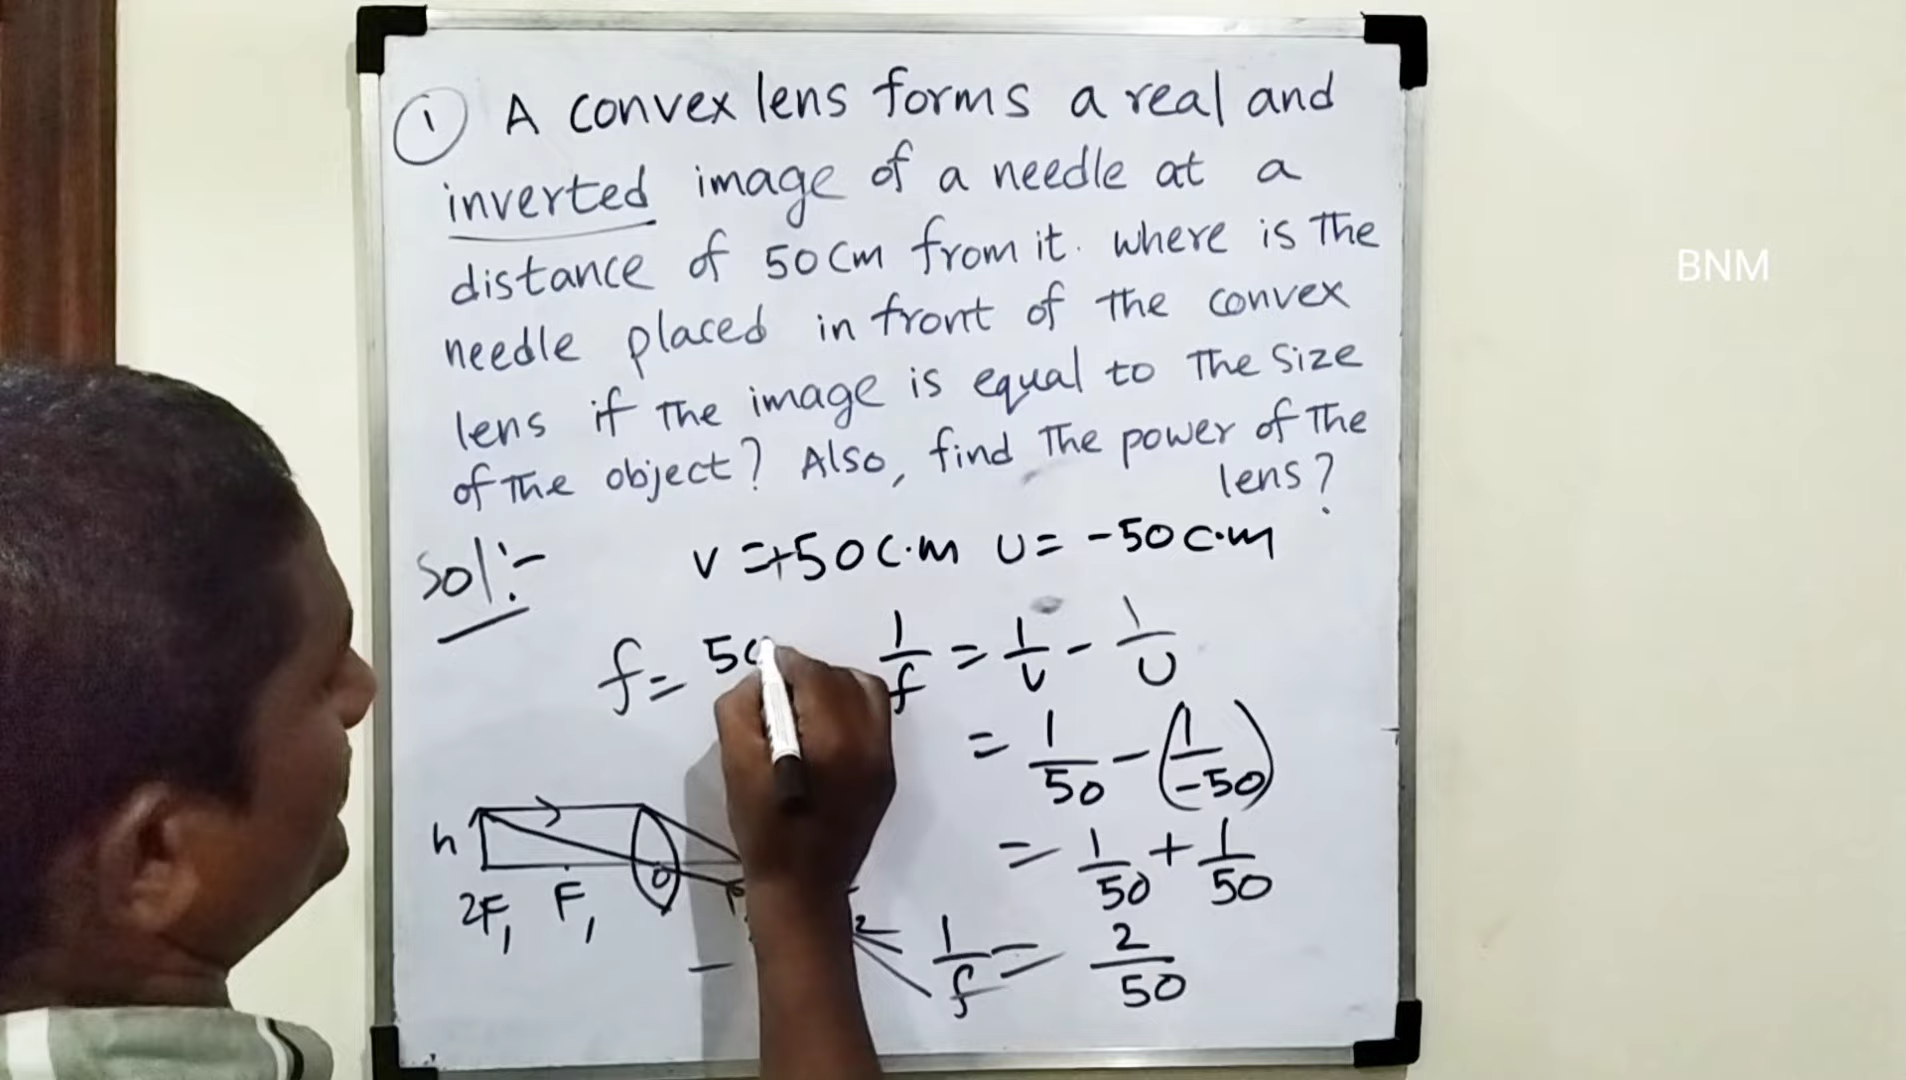 1 A convex lens forms a real and
inverted image of a needle at a
distance of 50cm from it. where is the
needle placed in front of the convex
lens if the image is equal to the size
of the object? Also, find the power of the
lens?
Sol:- v=+50c.m u=-50c.m
f= 50 1/f = 1/v - 1/u
= 1/50 - (1/-50)
= 1/50 + 1/50
1/f = 2/50
h
O
2F1 F1
BNM